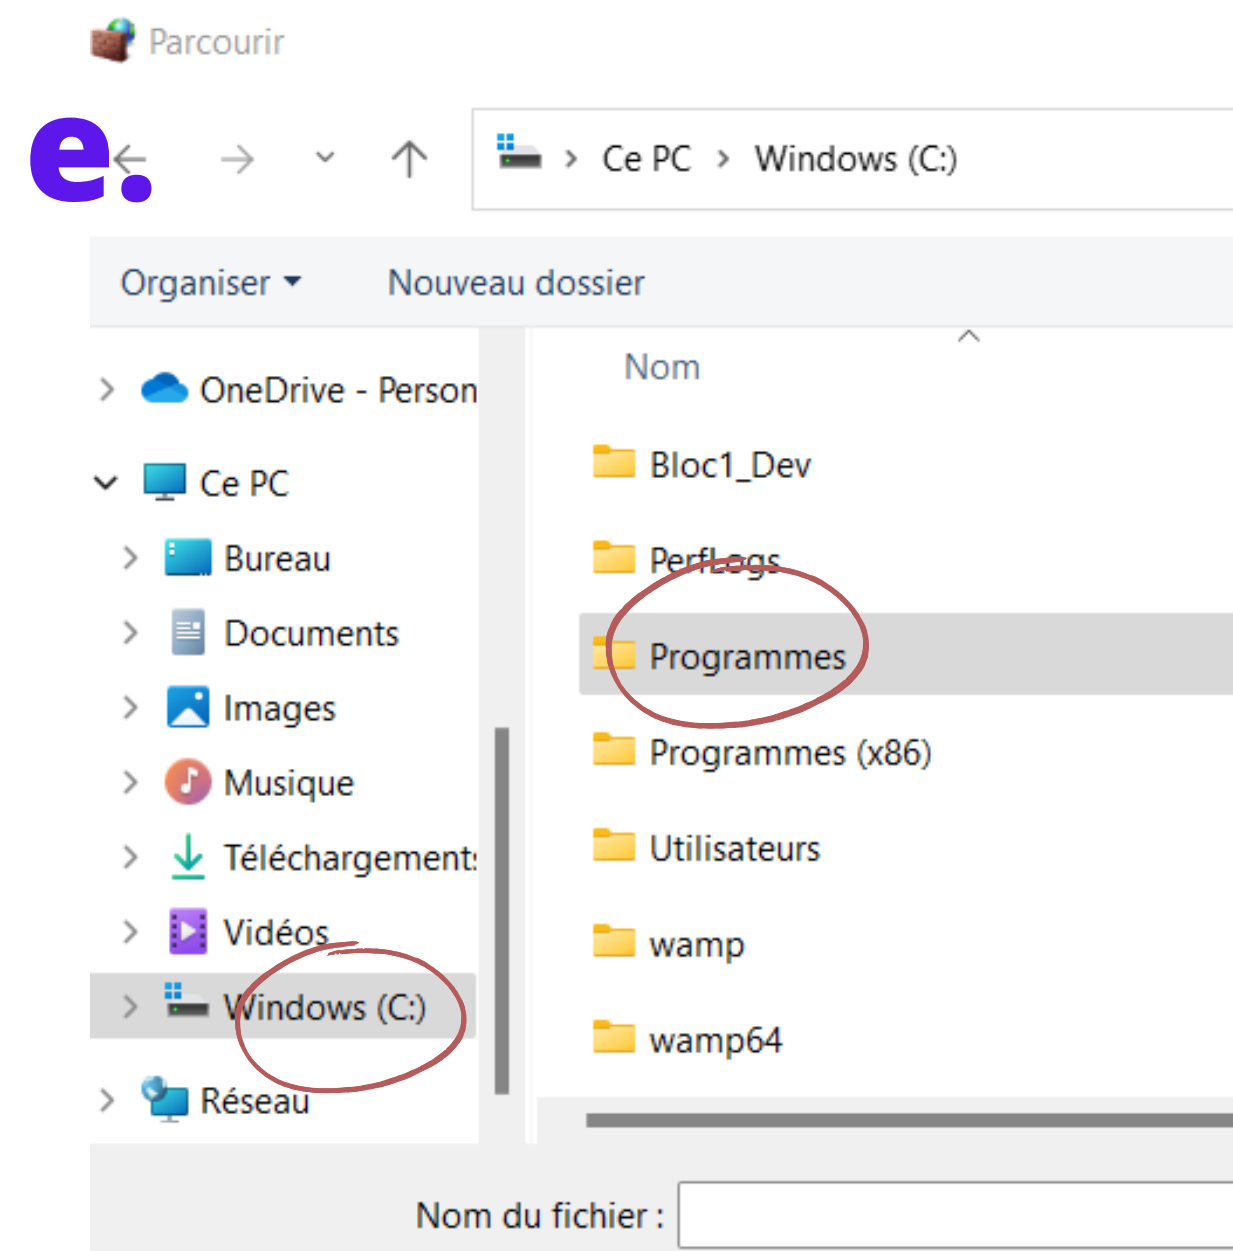 Parcourir
e.
Ce PC > Windows (C:)
Organiser
Nouveau dossier
Nom
OneDrive - Person
Ce PC
Bureau
Documents
Images
Musique
Téléchargements
Vidéos
Windows (C:)
Réseau
Bloc1_Dev
PerfLogs
Programmes
Programmes (x86)
Utilisateurs
wamp
wamp64
Nom du fichier :